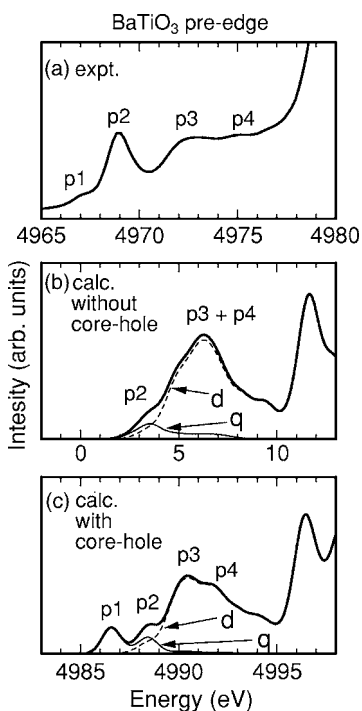 BaTiO3 pre-edge
(a) expt.
p1
p2
p3
p4
4965 4970 4975 4980
Intesity (arb. units)
(b) calc.
without
core-hole
p2
p3 + p4
d
q
0 5 10
(c) calc.
with
core-hole
p1
p2
p3
p4
d
q
4985 4990 4995
Energy (eV)